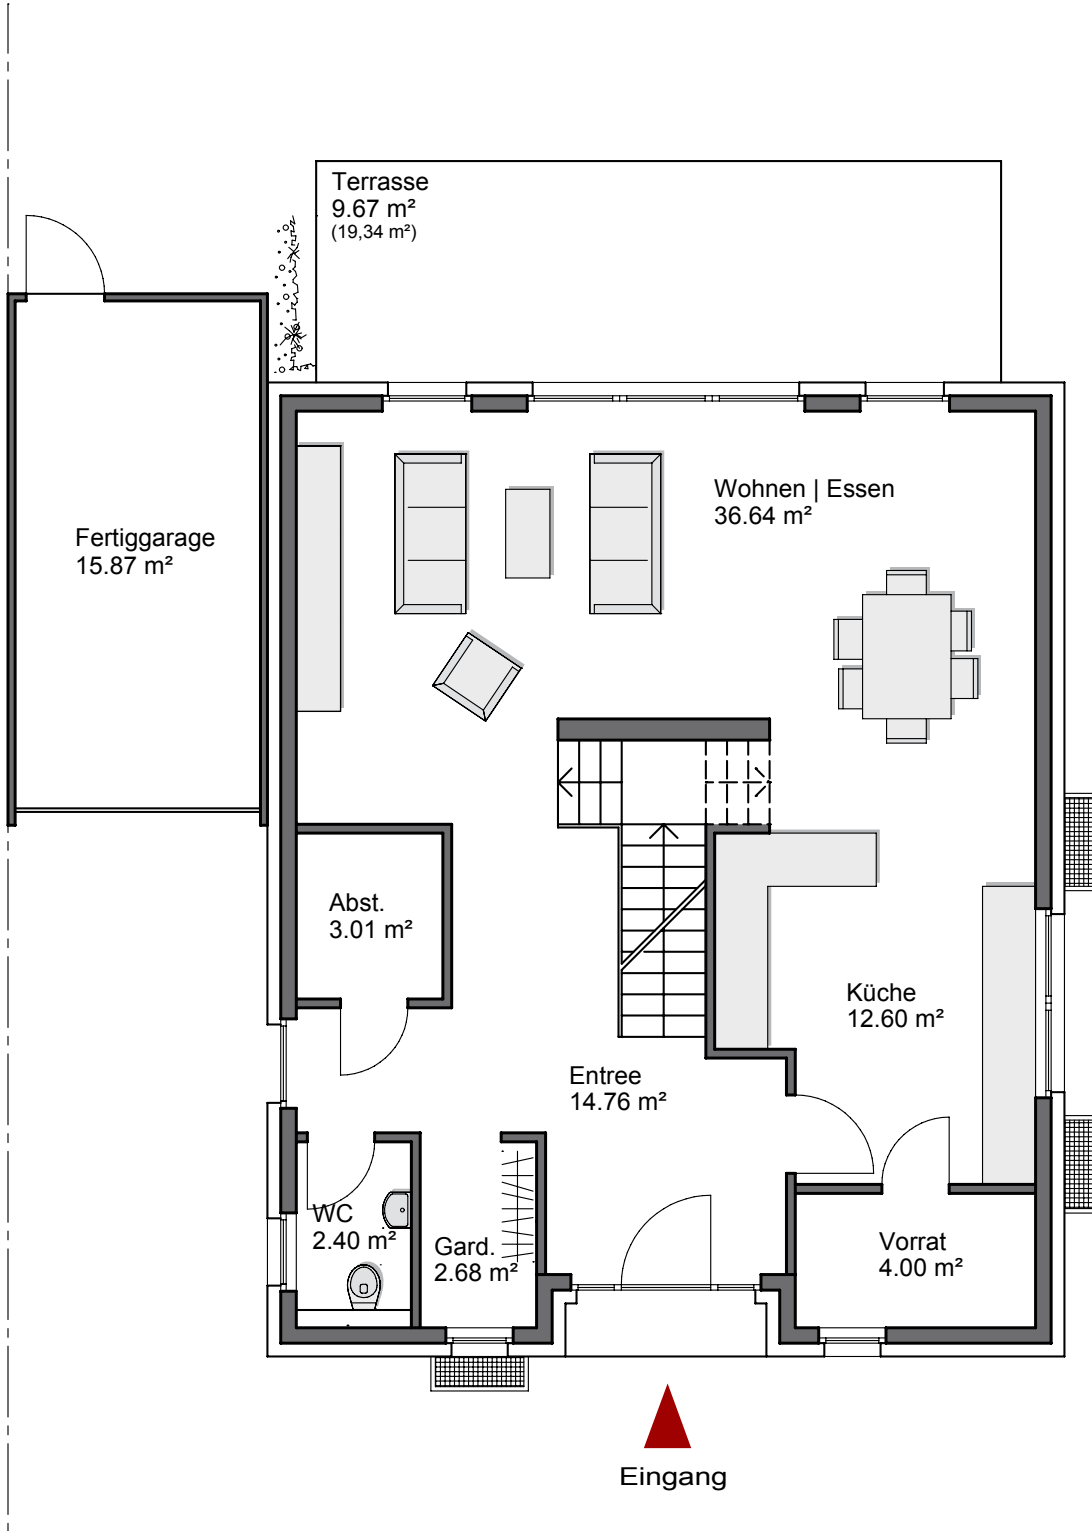 Terrasse
9.67 m²
(19,34 m²)
Wohnen | Essen
36.64 m²
Fertiggarage
15.87 m²
Abst.
3.01 m²
Küche
12.60 m²
Entree
14.76 m²
WC
2.40 m²
Gard.
2.68 m²
Vorrat
4.00 m²
Eingang